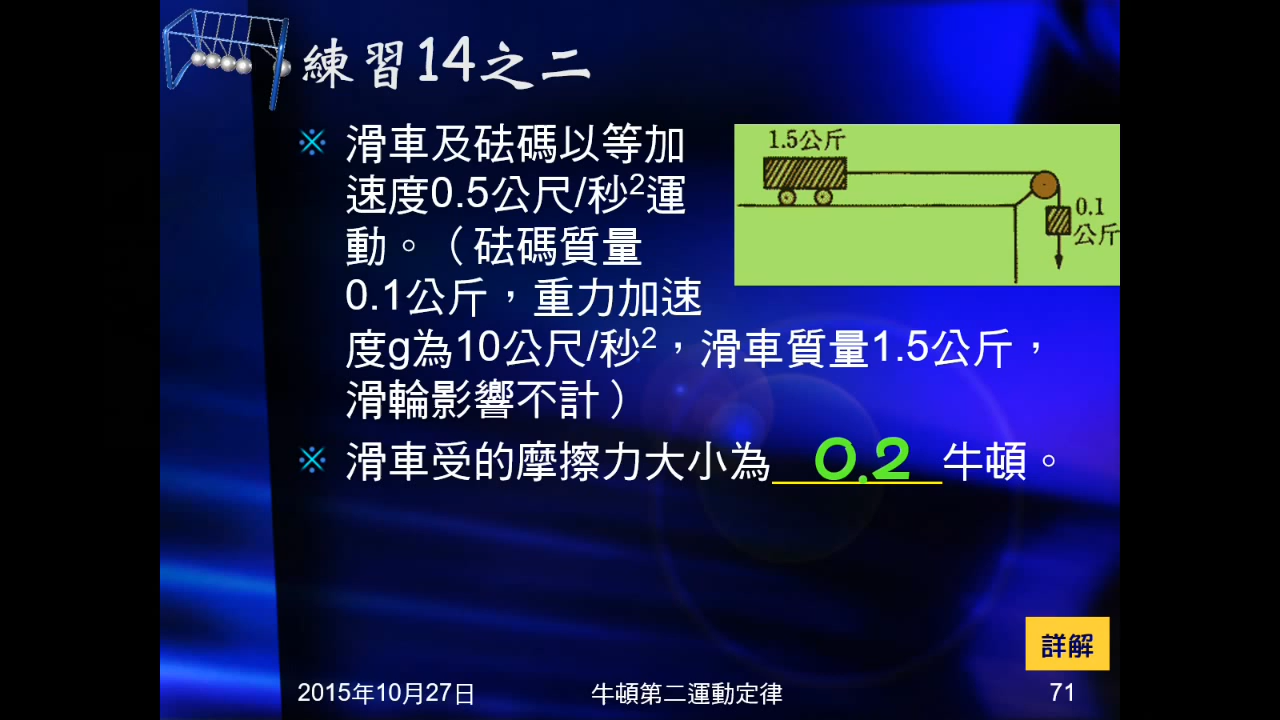 練習14之二
※ 滑車及砝碼以等加
速度0.5公尺/秒²運
動。（砝碼質量
0.1公斤，重力加速
度g為10公尺/秒²，滑車質量1.5公斤，
滑輪影響不計）
1.5公斤
0.1
公斤
※ 滑車受的摩擦力大小為 0.2 牛頓。
詳解
2015年10月27日 牛頓第二運動定律 71